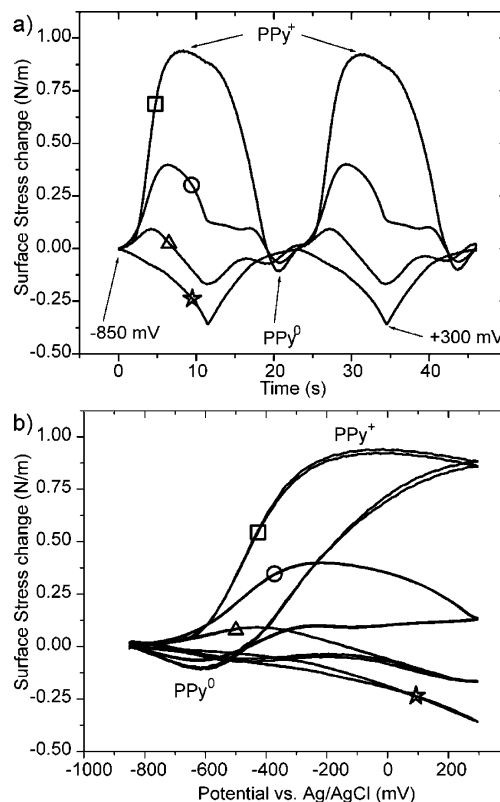 a)
PPy+
1.00
0.75
0.50
0.25
0.00
-0.25
-0.50
Surface Stress change (N/m)
-850 mV
PPy0
+300 mV
0 10 20 30 40
Time (s)
b)
PPy+
1.00
0.75
0.50
0.25
0.00
-0.25
-0.50
Surface Stress change (N/m)
PPy0
-1000 -800 -600 -400 -200 0 200
Potential vs. Ag/AgCl (mV)